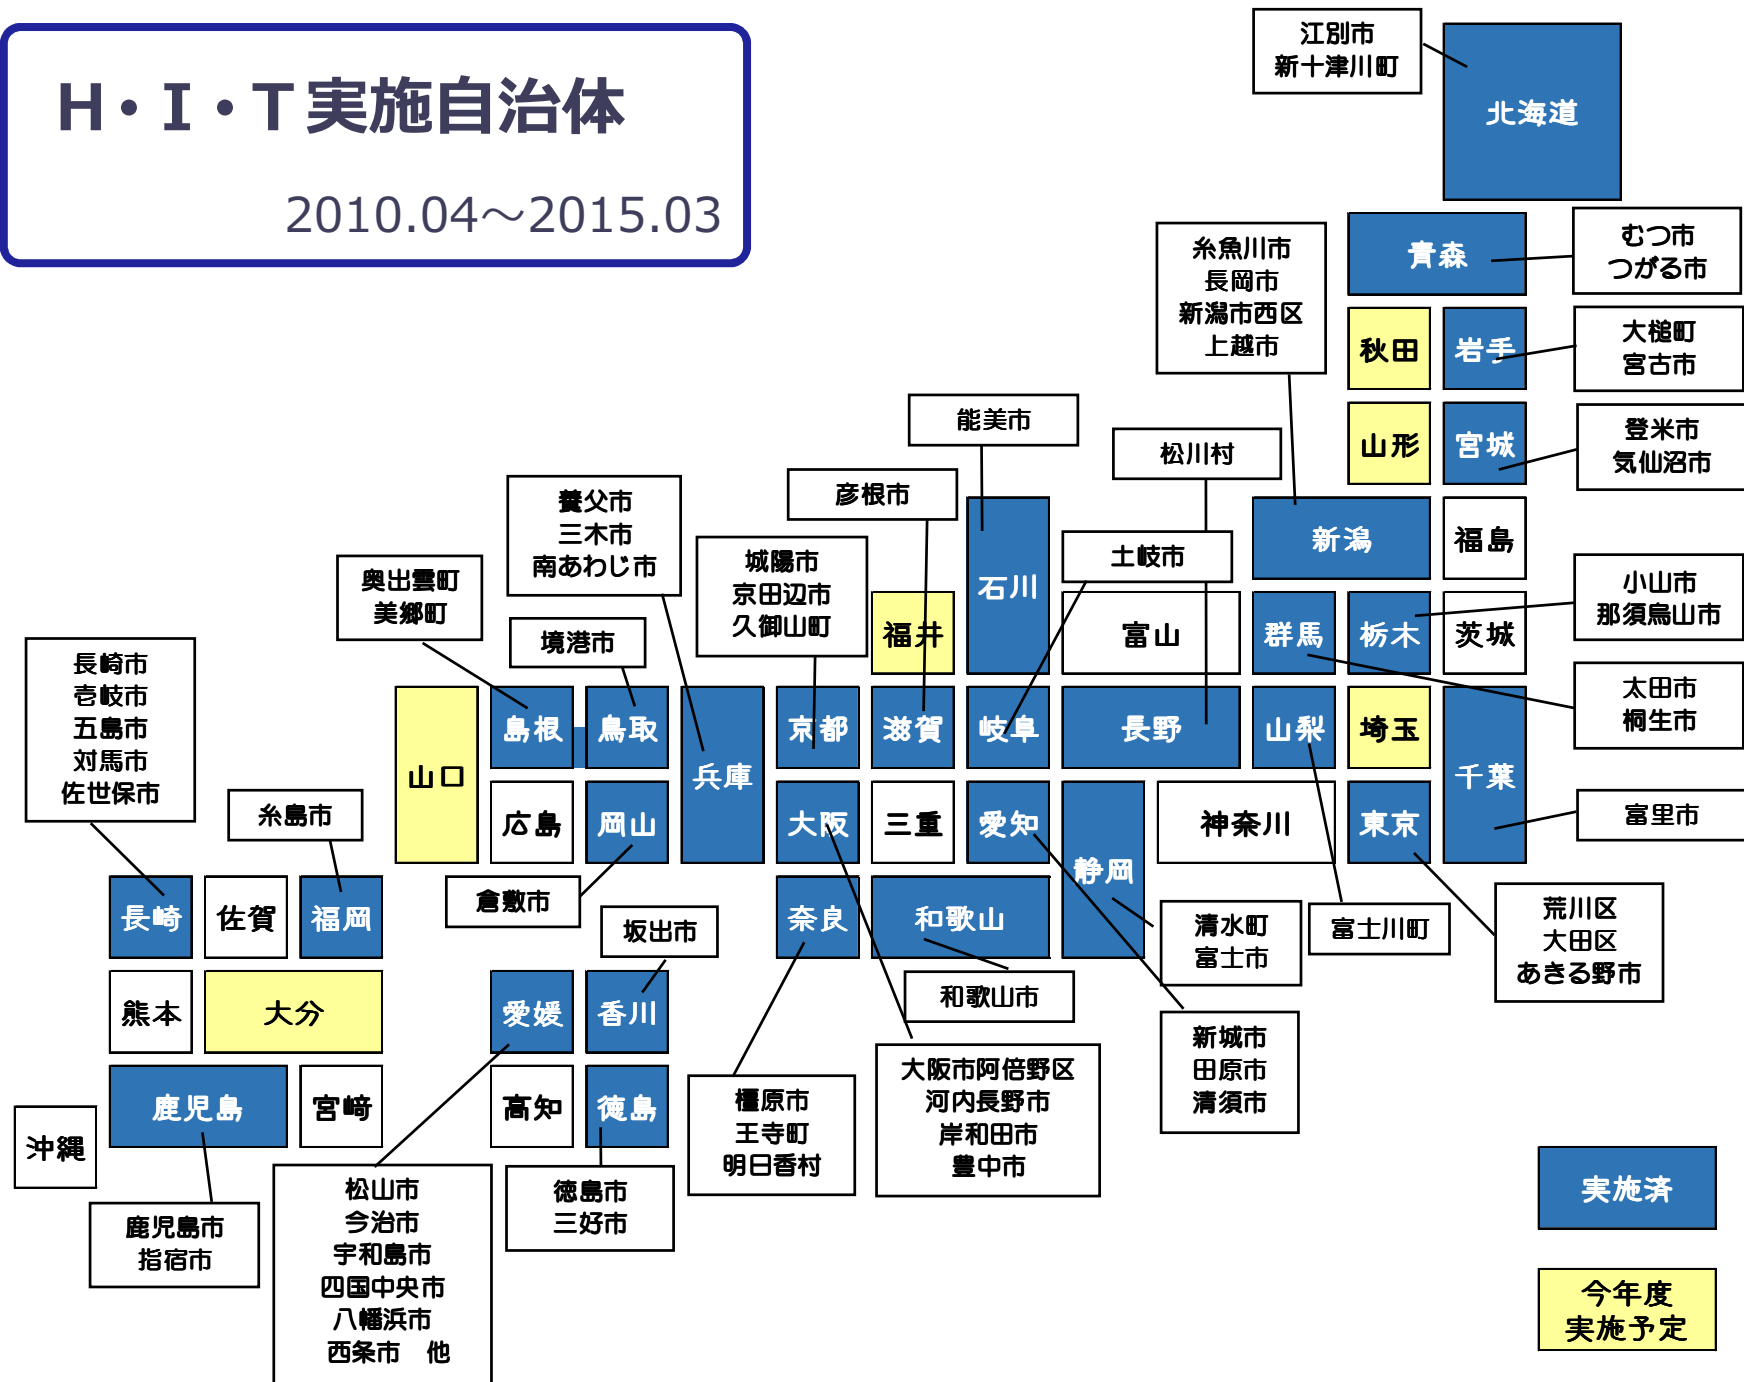 H・I・T実施自治体
2010.04～2015.03
江別市
新十津川町
北海道
糸魚川市
長岡市
新潟市西区
上越市
青森
むつ市
つがる市
秋田
岩手
大槌町
宮古市
山形
宮城
登米市
気仙沼市
能美市
松川村
彦根市
養父市
三木市
南あわじ市
城陽市
京田辺市
久御山町
土岐市
新潟
福島
奥出雲町
美郷町
境港市
石川
福井
富山
群馬
栃木
茨城
小山市
那須烏山市
長崎市
壱岐市
五島市
対馬市
佐世保市
糸島市
山口
島根
鳥取
兵庫
京都
滋賀
岐阜
長野
山梨
埼玉
千葉
太田市
桐生市
広島
岡山
大阪
三重
愛知
静岡
神奈川
東京
富里市
長崎
佐賀
福岡
倉敷市
坂出市
奈良
和歌山
清水町
富士市
富士川町
荒川区
大田区
あきる野市
熊本
大分
愛媛
香川
和歌山市
新城市
田原市
清須市
沖縄
鹿児島
宮崎
高知
徳島
橿原市
王寺町
明日香村
大阪市阿倍野区
河内長野市
岸和田市
豊中市
鹿児島市
指宿市
松山市
今治市
宇和島市
四国中央市
八幡浜市
西条市　他
徳島市
三好市
実施済
今年度
実施予定